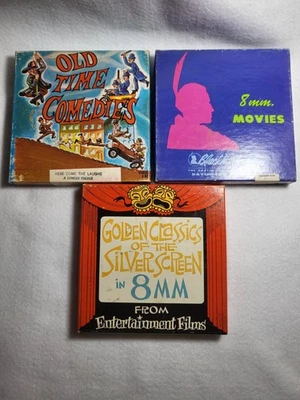 OLD
TIME
COMEDIES
HERE COME THE LAUGHS
8 mm.
MOVIES
GOLDEN CLASSICS
OF THE
SILVER SCREEN
IN 8MM
FROM
Entertainment Films